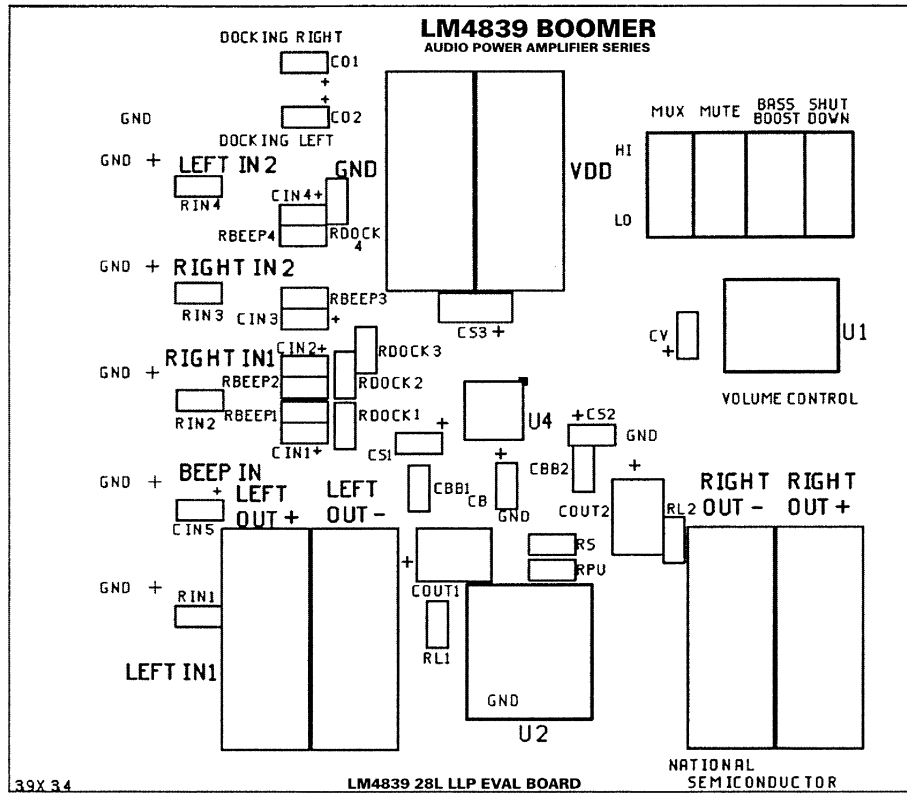 LM4839 BOOMER
AUDIO POWER AMPLIFIER SERIES
DOCKING RIGHT
CO1
+
+
CO2
DOCKING LEFT
GND
MUX
MUTE
BASS BOOST
SHUT DOWN
HI
LO
GND +
LEFT IN2
RIN4
GND
VDD
CIN4+
RBEEP4
RDOCK 4
GND +
RIGHT IN2
RIN3
RBEEP3
CIN3
+
CS3 +
CV
+
U1
VOLUME CONTROL
CIN2+
RDOCK3
GND +
RIGHT IN1
RBEEP2
RDOCK2
RIN2
RBEEP1
RDOCK1
CIN1+
U4
+
CS1
+CS2
GND
GND +
BEEP IN
+
CIN5
LEFT OUT +
LEFT OUT -
CBB1
+
CB
GND
CBB2
+
COUT2
RL2
RIGHT OUT -
RIGHT OUT +
RS
RPU
+
COUT1
GND +
RIN1
RL1
LEFT IN1
GND
U2
3.9X 3.4
LM4839 28L LLP EVAL BOARD
NATIONAL
SEMICONDUCTOR